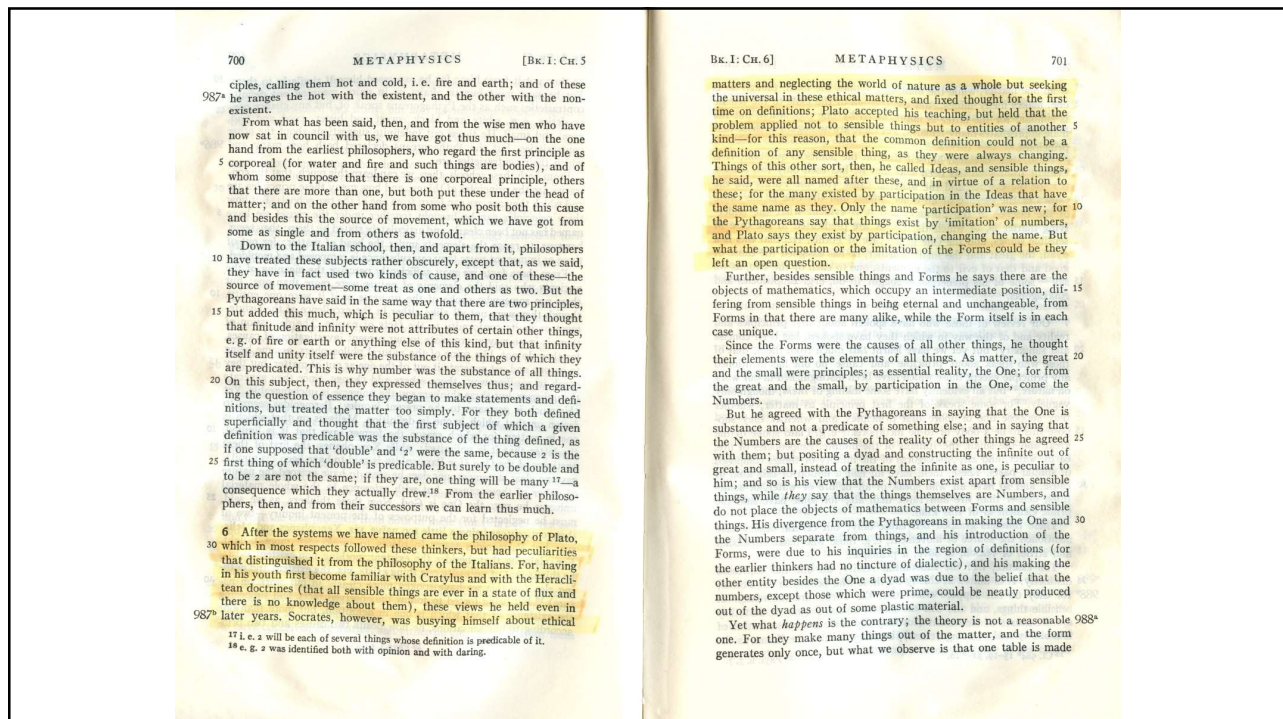 700 METAPHYSICS [BK. I: CH. 5
ciples, calling them hot and cold, i. e. fire and earth; and of these
987ᵃ he ranges the hot with the existent, and the other with the non-
existent.
From what has been said, then, and from the wise men who have
now sat in council with us, we have got thus much—on the one
hand from the earliest philosophers, who regard the first principle as
5 corporeal (for water and fire and such things are bodies), and of
whom some suppose that there is one corporeal principle, others
that there are more than one, but both put these under the head of
matter; and on the other hand from some who posit both this cause
and besides this the source of movement, which we have got from
some as single and from others as twofold.
Down to the Italian school, then, and apart from it, philosophers
10 have treated these subjects rather obscurely, except that, as we said,
they have in fact used two kinds of cause, and one of these—the
source of movement—some treat as one and others as two. But the
Pythagoreans have said in the same way that there are two principles,
15 but added this much, which is peculiar to them, that they thought
that finitude and infinity were not attributes of certain other things,
e. g. of fire or earth or anything else of this kind, but that infinity
itself and unity itself were the substance of the things of which they
are predicated. This is why number was the substance of all things.
20 On this subject, then, they expressed themselves thus; and regard-
ing the question of essence they began to make statements and defi-
nitions, but treated the matter too simply. For they both defined
superficially and thought that the first subject of which a given
definition was predicable was the substance of the thing defined, as
if one supposed that ‘double’ and ‘2’ were the same, because 2 is the
25 first thing of which ‘double’ is predicable. But surely to be double and
to be 2 are not the same; if they are, one thing will be many ¹⁷—a
consequence which they actually drew.¹⁸ From the earlier philoso-
phers, then, and from their successors we can learn thus much.
6 After the systems we have named came the philosophy of Plato,
30 which in most respects followed these thinkers, but had peculiarities
that distinguished it from the philosophy of the Italians. For, having
in his youth first become familiar with Cratylus and with the Heracli-
tean doctrines (that all sensible things are ever in a state of flux and
there is no knowledge about them), these views he held even in
987ᵇ later years. Socrates, however, was busying himself about ethical
¹⁷ i. e. 2 will be each of several things whose definition is predicable of it.
¹⁸ e. g. 2 was identified both with opinion and with daring.
BK. I: CH. 6] METAPHYSICS 701
matters and neglecting the world of nature as a whole but seeking
the universal in these ethical matters, and fixed thought for the first
time on definitions; Plato accepted his teaching, but held that the
problem applied not to sensible things but to entities of another 5
kind—for this reason, that the common definition could not be a
definition of any sensible thing, as they were always changing.
Things of this other sort, then, he called Ideas, and sensible things,
he said, were all named after these, and in virtue of a relation to
these; for the many existed by participation in the Ideas that have
the same name as they. Only the name ‘participation’ was new; for 10
the Pythagoreans say that things exist by ‘imitation’ of numbers,
and Plato says they exist by participation, changing the name. But
what the participation or the imitation of the Forms could be they
left an open question.
Further, besides sensible things and Forms he says there are the
objects of mathematics, which occupy an intermediate position, dif- 15
fering from sensible things in being eternal and unchangeable, from
Forms in that there are many alike, while the Form itself is in each
case unique.
Since the Forms were the causes of all other things, he thought
their elements were the elements of all things. As matter, the great 20
and the small were principles; as essential reality, the One; for from
the great and the small, by participation in the One, come the
Numbers.
But he agreed with the Pythagoreans in saying that the One is
substance and not a predicate of something else; and in saying that
the Numbers are the causes of the reality of other things he agreed 25
with them; but positing a dyad and constructing the infinite out of
great and small, instead of treating the infinite as one, is peculiar to
him; and so is his view that the Numbers exist apart from sensible
things, while they say that the things themselves are Numbers, and
do not place the objects of mathematics between Forms and sensible
things. His divergence from the Pythagoreans in making the One and 30
the Numbers separate from things, and his introduction of the
Forms, were due to his inquiries in the region of definitions (for
the earlier thinkers had no tincture of dialectic), and his making the
other entity besides the One a dyad was due to the belief that the
numbers, except those which were prime, could be neatly produced
out of the dyad as out of some plastic material.
Yet what happens is the contrary; the theory is not a reasonable 988ᵃ
one. For they make many things out of the matter, and the form
generates only once, but what we observe is that one table is made